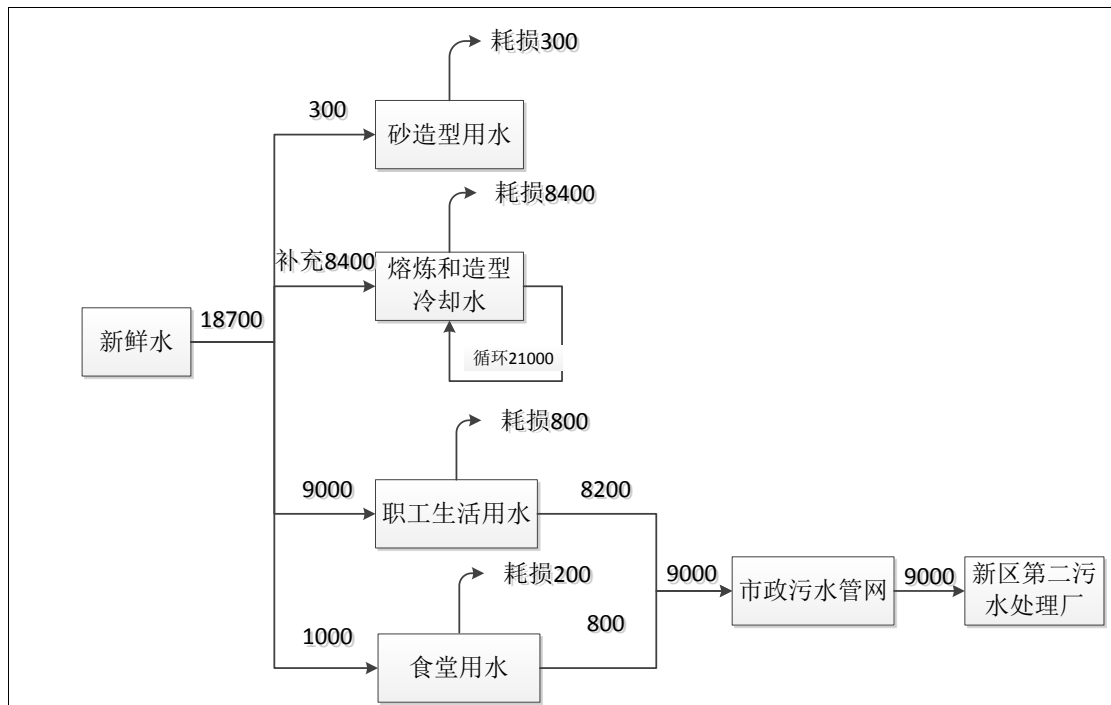 耗损300
300
砂造型用水
耗损8400
补充8400
熔炼和造型
冷却水
18700
新鲜水
循环21000
耗损800
9000
职工生活用水
8200
耗损200
9000
市政污水管网
9000
新区第二污
水处理厂
1000
食堂用水
800